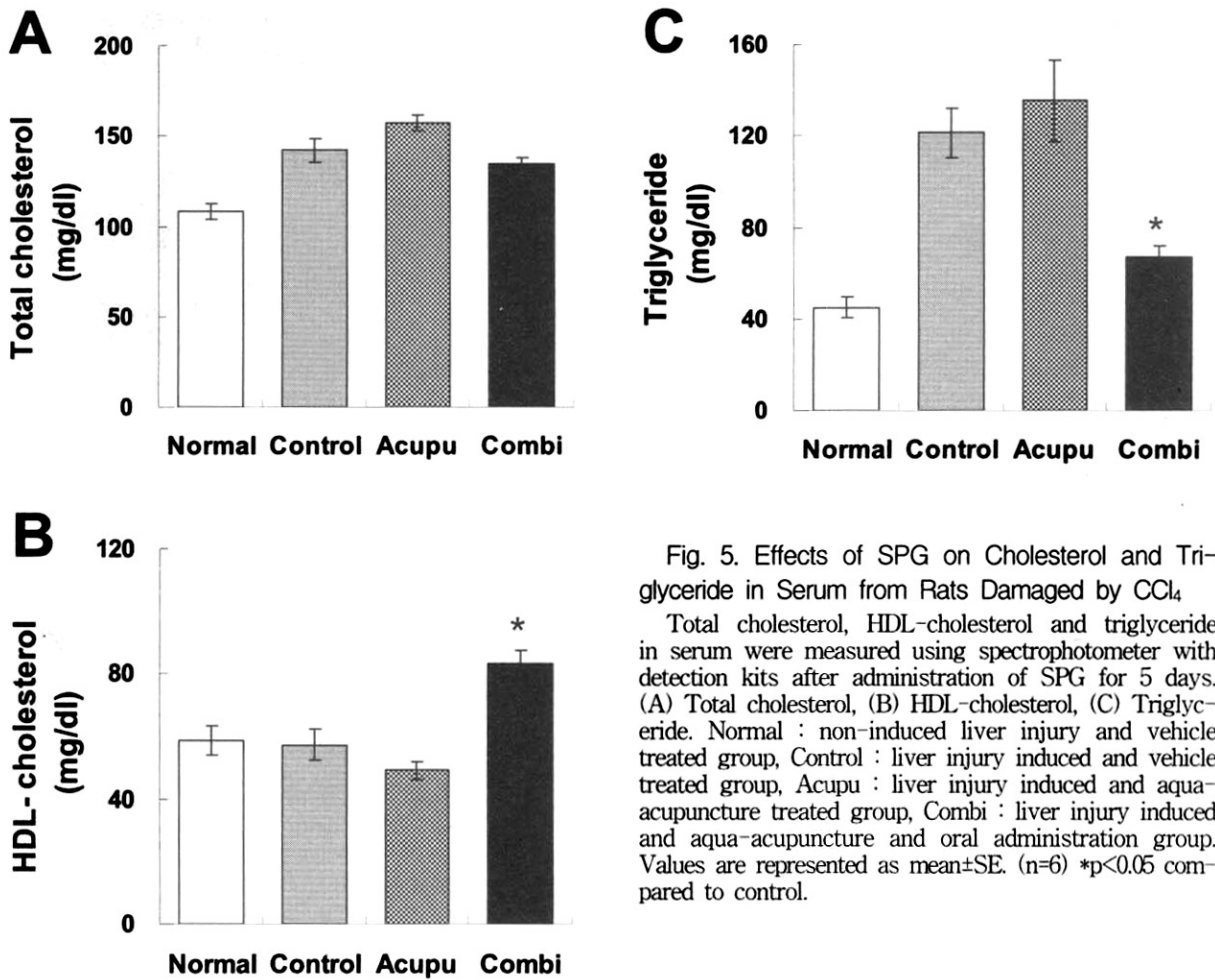 A
200
150
100
50
0
Total cholesterol
(mg/dl)
Normal Control Acupu Combi
C
160
120
80
40
0
Triglyceride
(mg/dl)
*
Normal Control Acupu Combi
B
120
80
40
0
HDL- cholesterol
(mg/dl)
*
Normal Control Acupu Combi
Fig. 5. Effects of SPG on Cholesterol and Tri-
glyceride in Serum from Rats Damaged by CCl₄
Total cholesterol, HDL-cholesterol and triglyceride
in serum were measured using spectrophotometer with
detection kits after administration of SPG for 5 days.
(A) Total cholesterol, (B) HDL-cholesterol, (C) Triglyc-
eride. Normal : non-induced liver injury and vehicle
treated group, Control : liver injury induced and vehicle
treated group, Acupu : liver injury induced and aqua-
acupuncture treated group, Combi : liver injury induced
and aqua-acupuncture and oral administration group.
Values are represented as mean±SE. (n=6) *p<0.05 com-
pared to control.